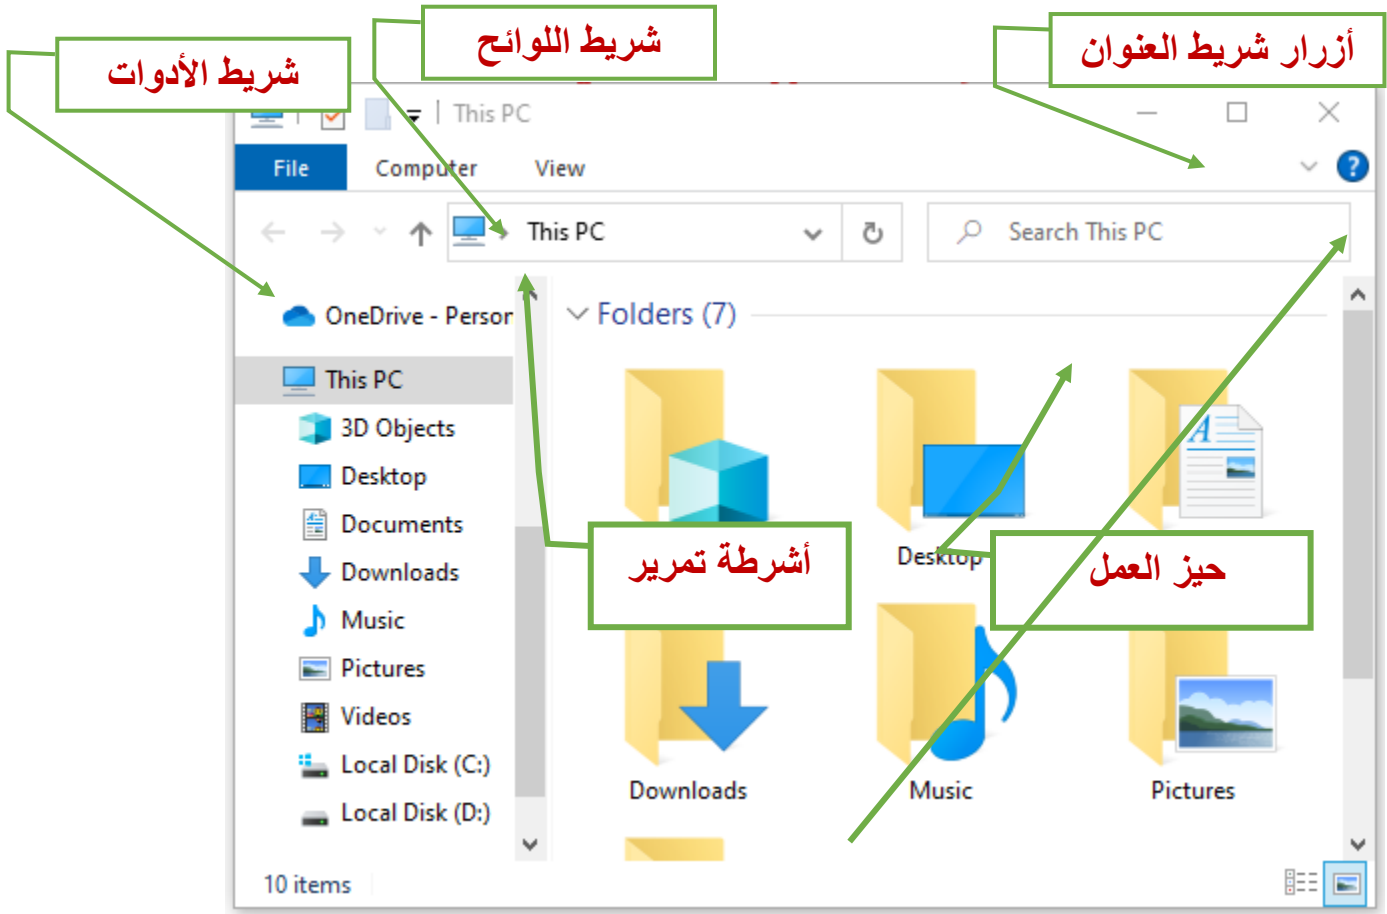 شريط اللوائح
أزرار شريط العنوان
شريط الأدوات
This PC
File Computer View
This PC
Search This PC
OneDrive - Person
Folders (7)
This PC
3D Objects
Desktop
Documents
Downloads
Music
Pictures
Videos
Local Disk (C:)
Local Disk (D:)
أشرطة تمرير
Desktop
حيز العمل
Downloads
Music
Pictures
10 items